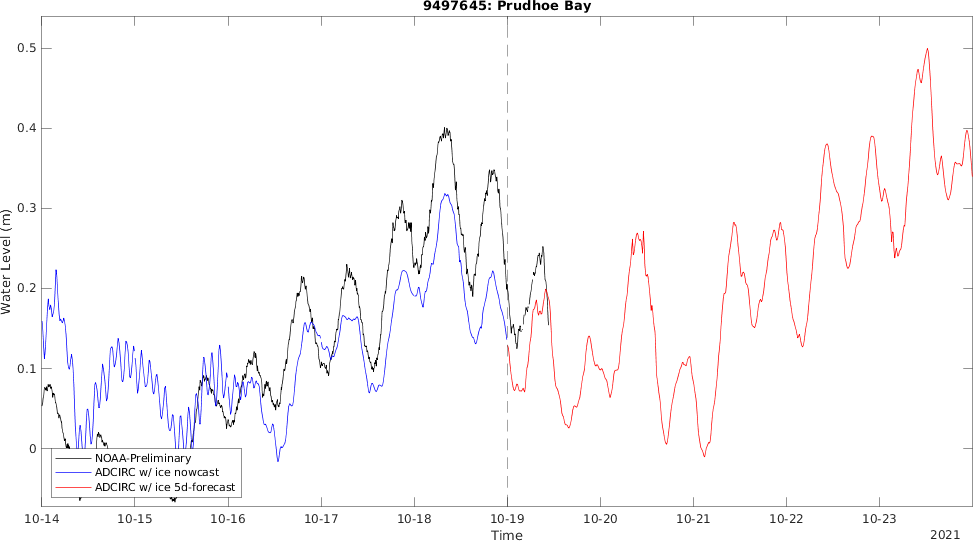 9497645: Prudhoe Bay
Water Level (m)
0.5
0.4
0.3
0.2
0.1
0
NOAA-Preliminary
ADCIRC w/ ice nowcast
ADCIRC w/ ice 5d-forecast
10-14 10-15 10-16 10-17 10-18 10-19 10-20 10-21 10-22 10-23
Time
2021